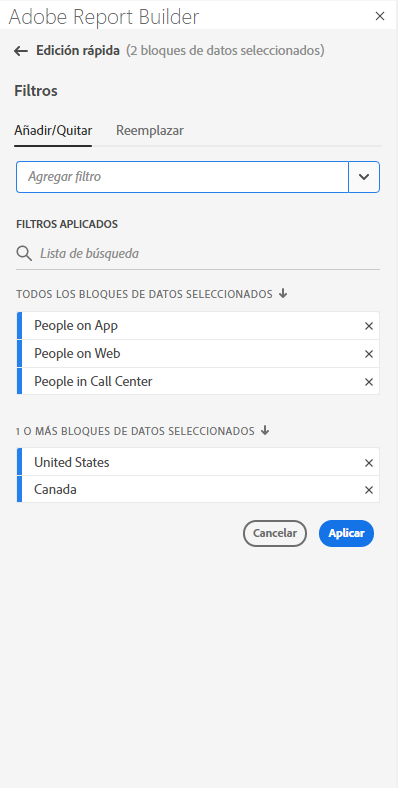 Adobe Report Builder
Edición rápida (2 bloques de datos seleccionados)
Filtros
Añadir/Quitar Reemplazar
Agregar filtro
FILTROS APLICADOS
Lista de búsqueda
TODOS LOS BLOQUES DE DATOS SELECCIONADOS
People on App
People on Web
People in Call Center
1 O MÁS BLOQUES DE DATOS SELECCIONADOS
United States
Canada
Cancelar Aplicar